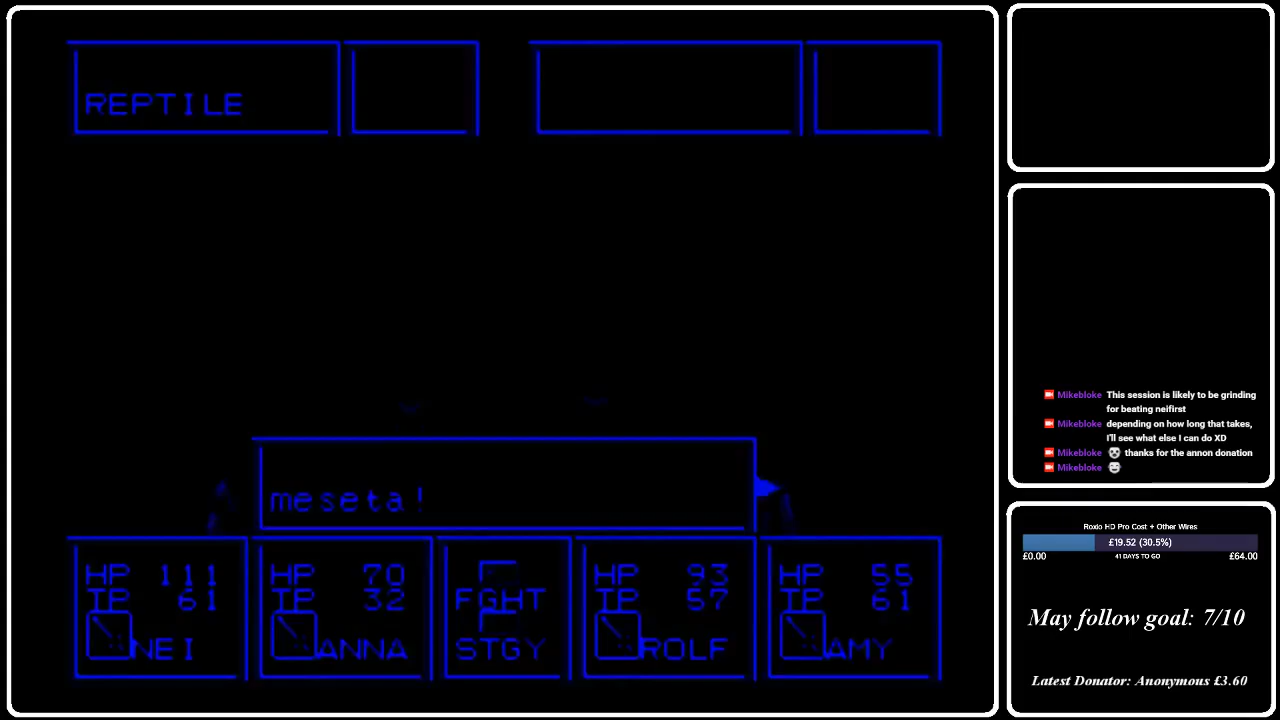 REPTILE
meseta!
HP 111
TP 61
NEI
HP 70
TP 32
ANNA
FGHT
STGY
HP 93
TP 57
ROLF
HP 55
TP 61
AMY
Mikebloke This session is likely to be grinding
for beating neifirst
Mikebloke depending on how long that takes,
I'll see what else I can do XD
Mikebloke thanks for the annon donation
Mikebloke
Roxio HD Pro Cost + Other Wires
£19.52 (30.5%)
£0.00 41 DAYS TO GO £64.00
May follow goal: 7/10
Latest Donator: Anonymous £3.60